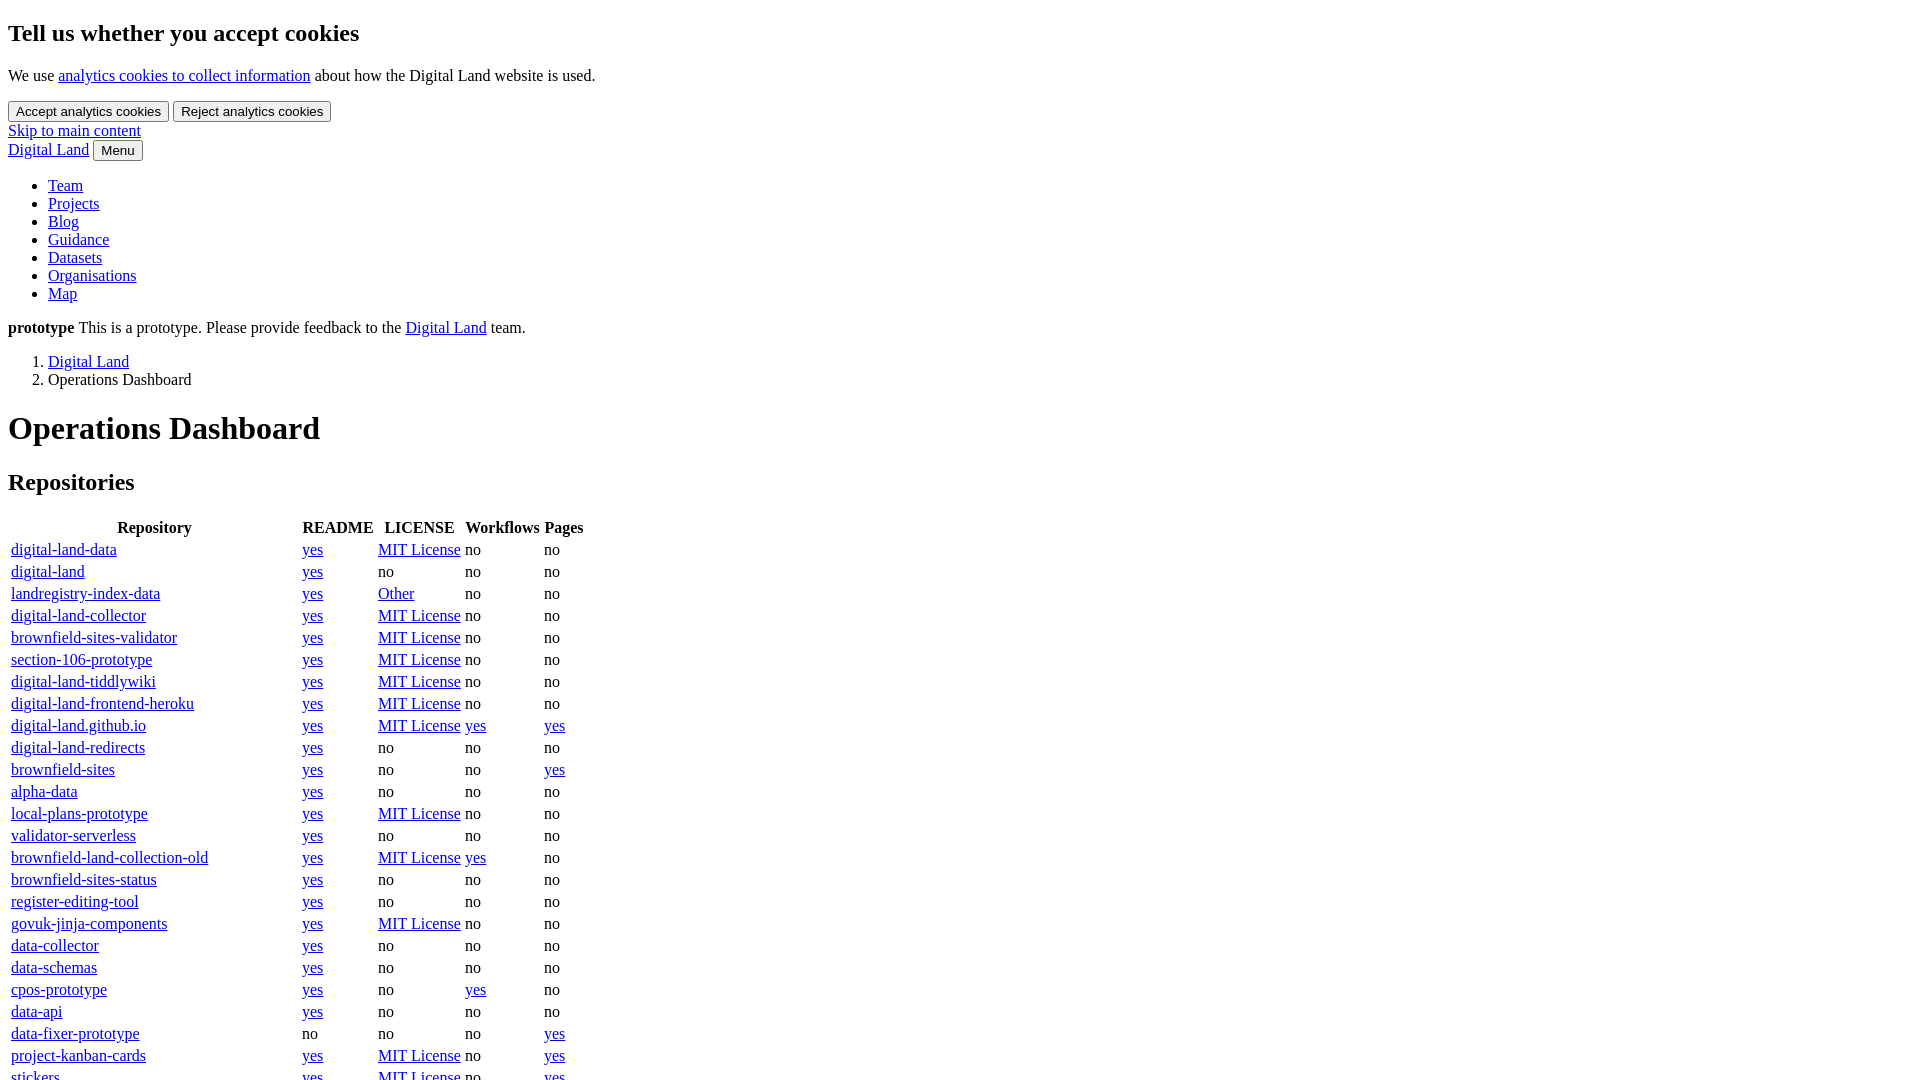 Tell us whether you accept cookies
We use analytics cookies to collect information about how the Digital Land website is used.
Accept analytics cookies Reject analytics cookies
Skip to main content
Digital Land Menu
Team
Projects
Blog
Guidance
Datasets
Organisations
Map
prototype This is a prototype. Please provide feedback to the Digital Land team.
1. Digital Land
2. Operations Dashboard
Operations Dashboard
Repositories
Repository README LICENSE Workflows Pages
digital-land-data yes MIT License no no
digital-land yes no no no
landregistry-index-data yes Other no no
digital-land-collector yes MIT License no no
brownfield-sites-validator yes MIT License no no
section-106-prototype yes MIT License no no
digital-land-tiddlywiki yes MIT License no no
digital-land-frontend-heroku yes MIT License no no
digital-land.github.io yes MIT License yes yes
digital-land-redirects yes no no no
brownfield-sites yes no no yes
alpha-data yes no no no
local-plans-prototype yes MIT License no no
validator-serverless yes no no no
brownfield-land-collection-old yes MIT License yes no
brownfield-sites-status yes no no no
register-editing-tool yes no no no
govuk-jinja-components yes MIT License no no
data-collector yes no no no
data-schemas yes no no no
cpos-prototype yes no yes no
data-api yes no no no
data-fixer-prototype no no no yes
project-kanban-cards yes MIT License no yes
stickers yes MIT License no yes